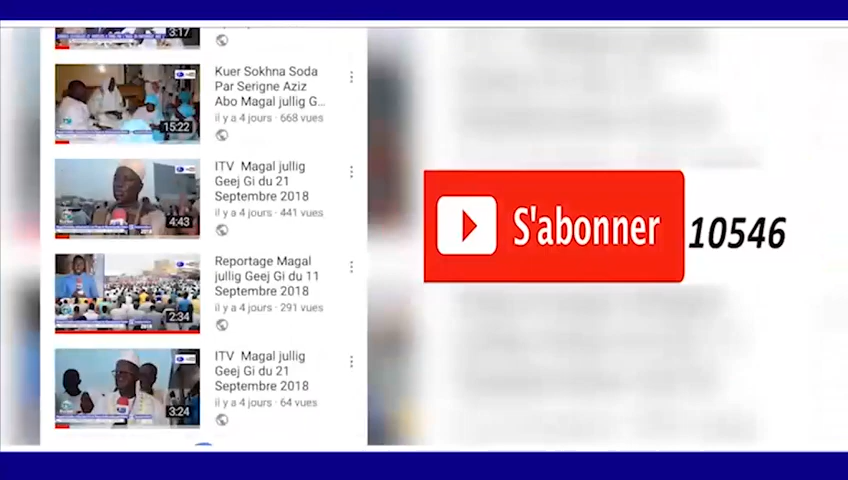 3:17
15:22
Kuer Sokhna Soda
Par Serigne Aziz
Abo Magal jullig G...
il y a 4 jours · 668 vues
4:43
ITV Magal jullig
Geej Gi du 21
Septembre 2018
il y a 4 jours · 441 vues
2:34
Reportage Magal
jullig Geej Gi du 11
Septembre 2018
il y a 4 jours · 291 vues
3:24
ITV Magal jullig
Geej Gi du 21
Septembre 2018
il y a 4 jours · 64 vues
S'abonner
10546